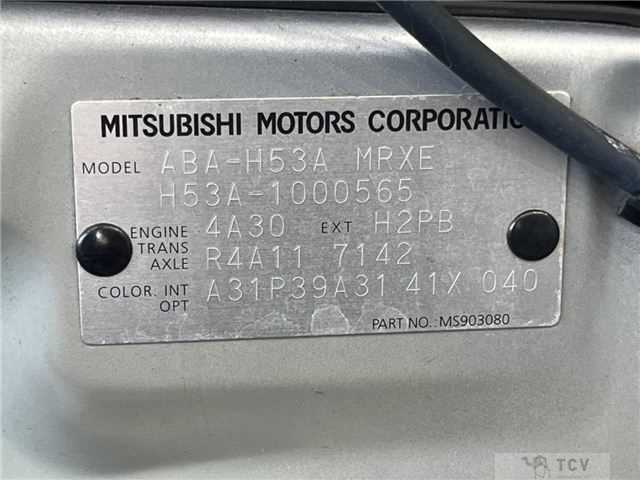 MITSUBISHI MOTORS CORPORATIO
MODEL ABA-H53A MRXE
H53A-1000565
ENGINE 4A30 EXT H2PB
TRANS
AXLE R4A11 7142
COLOR. INT
OPT A31P39A31 41X 040
PART NO.: MS903080
TCV